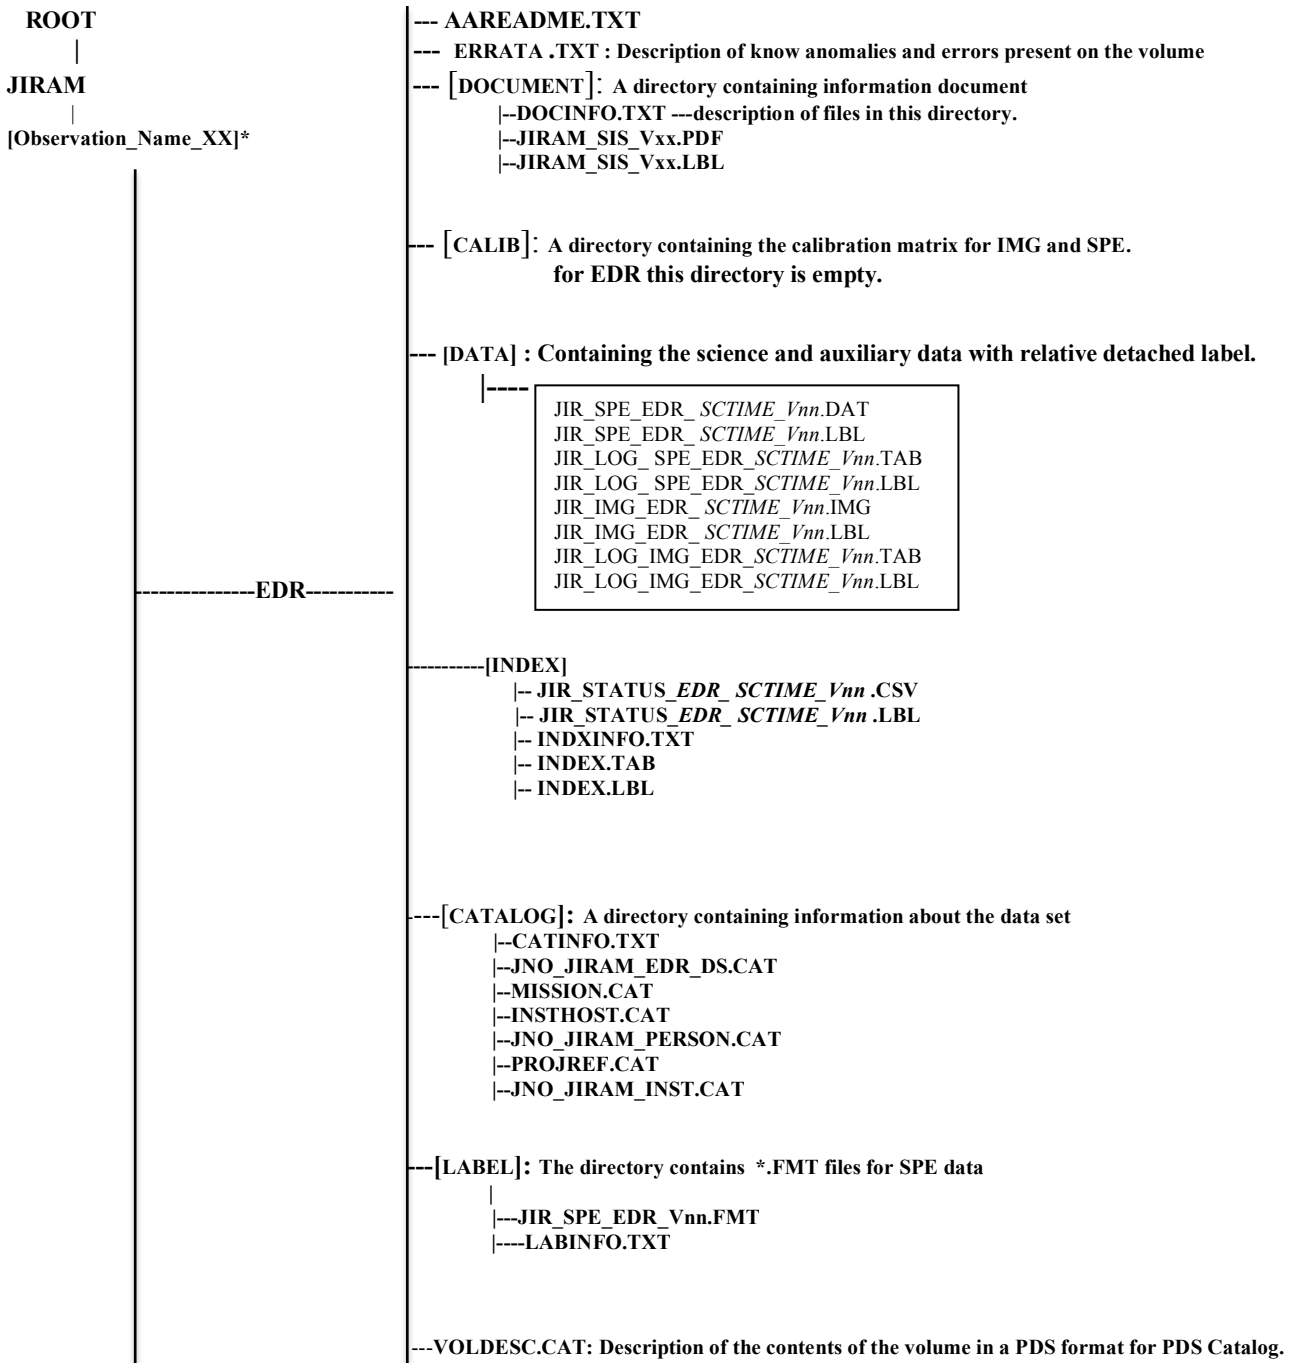 ROOT
|
JIRAM
|
[Observation_Name_XX]*
--- AAREADME.TXT
--- ERRATA .TXT : Description of know anomalies and errors present on the volume
--- [DOCUMENT]: A directory containing information document
|--DOCINFO.TXT ---description of files in this directory.
|--JIRAM_SIS_Vxx.PDF
|--JIRAM_SIS_Vxx.LBL
--- [CALIB]: A directory containing the calibration matrix for IMG and SPE.
for EDR this directory is empty.
--- [DATA] : Containing the science and auxiliary data with relative detached label.
|----
JIR_SPE_EDR_ SCTIME_Vnn.DAT
JIR_SPE_EDR_ SCTIME_Vnn.LBL
JIR_LOG_ SPE_EDR_SCTIME_Vnn.TAB
JIR_LOG_ SPE_EDR_SCTIME_Vnn.LBL
JIR_IMG_EDR_ SCTIME_Vnn.IMG
JIR_IMG_EDR_ SCTIME_Vnn.LBL
JIR_LOG_IMG_EDR_SCTIME_Vnn.TAB
JIR_LOG_IMG_EDR_SCTIME_Vnn.LBL
---------------EDR-----------
-----------[INDEX]
|-- JIR_STATUS_EDR_ SCTIME_Vnn .CSV
|-- JIR_STATUS_EDR_ SCTIME_Vnn .LBL
|-- INDXINFO.TXT
|-- INDEX.TAB
|-- INDEX.LBL
----[CATALOG]: A directory containing information about the data set
|--CATINFO.TXT
|--JNO_JIRAM_EDR_DS.CAT
|--MISSION.CAT
|--INSTHOST.CAT
|--JNO_JIRAM_PERSON.CAT
|--PROJREF.CAT
|--JNO_JIRAM_INST.CAT
---[LABEL]: The directory contains *.FMT files for SPE data
|
|---JIR_SPE_EDR_Vnn.FMT
|----LABINFO.TXT
---VOLDESC.CAT: Description of the contents of the volume in a PDS format for PDS Catalog.